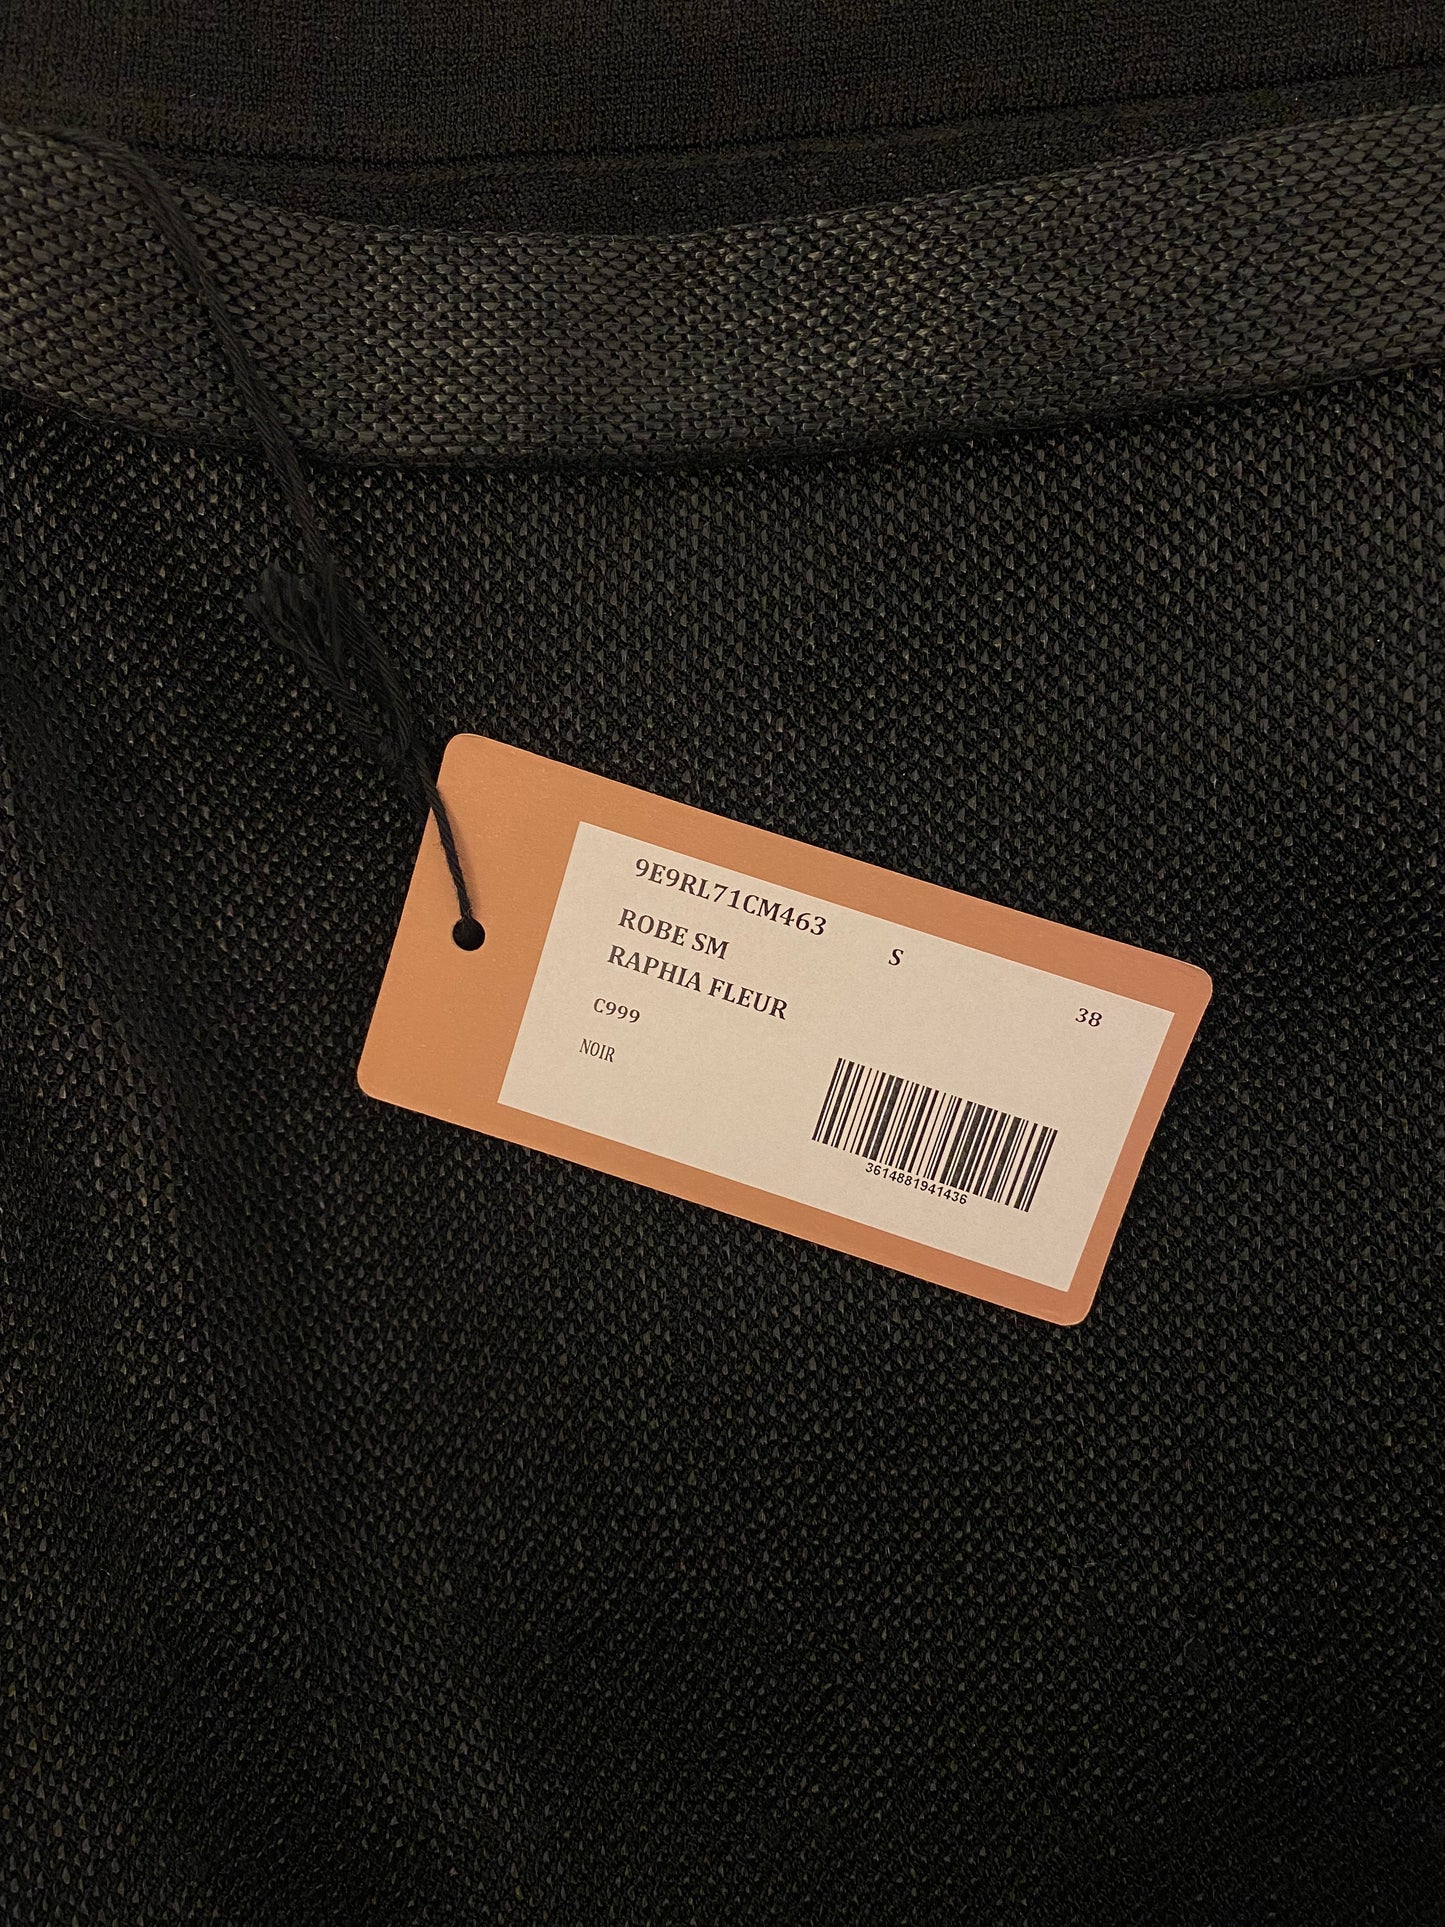 9E9RL71CM463
ROBE SM S
RAPHIA FLEUR 38
C999
NOIR
3614881941436